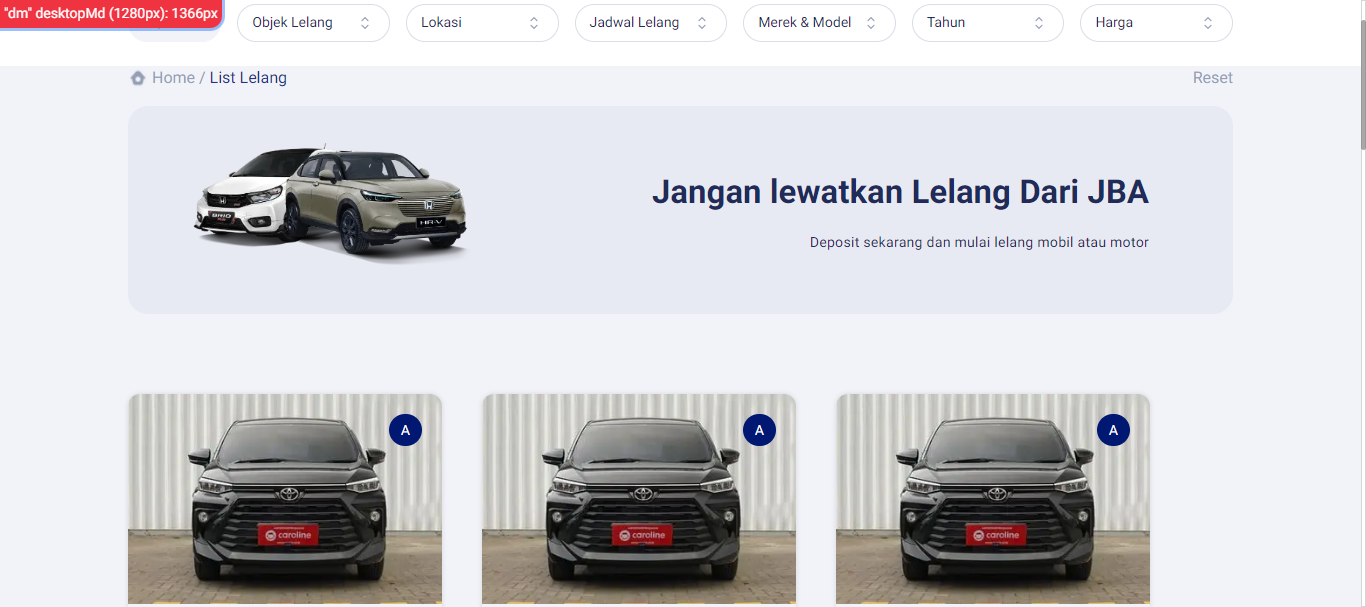 "dm" desktopMd (1280px): 1366px
Objek Lelang
Lokasi
Jadwal Lelang
Merek & Model
Tahun
Harga
Home / List Lelang
Reset
Jangan lewatkan Lelang Dari JBA
Deposit sekarang dan mulai lelang mobil atau motor
BRIO
HR-V
A
A
A
caroline
caroline
caroline